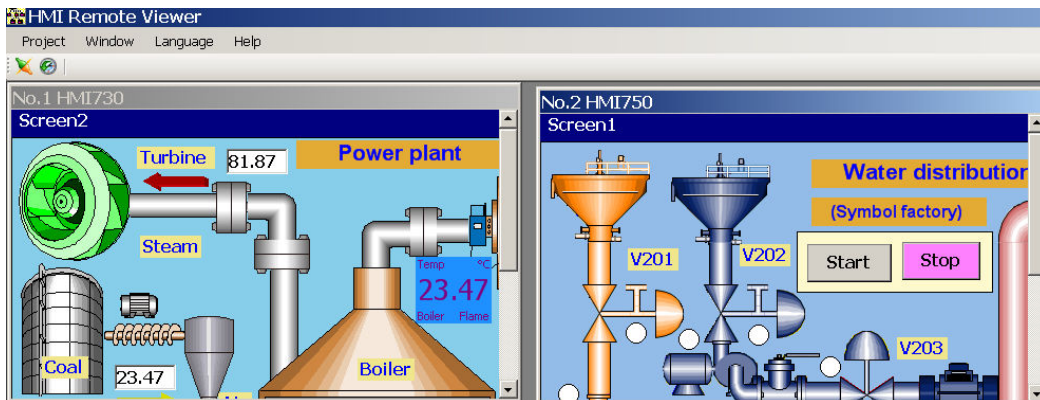 HMI Remote Viewer
Project Window Language Help
No.1 HMI730
Screen2
Turbine 81.87 Power plant
Steam
Temp °C
23.47
Boiler Flame
Coal
23.47
Boiler
No.2 HMI750
Screen1
Water distribution
(Symbol factory)
V201 V202 Start Stop
V203